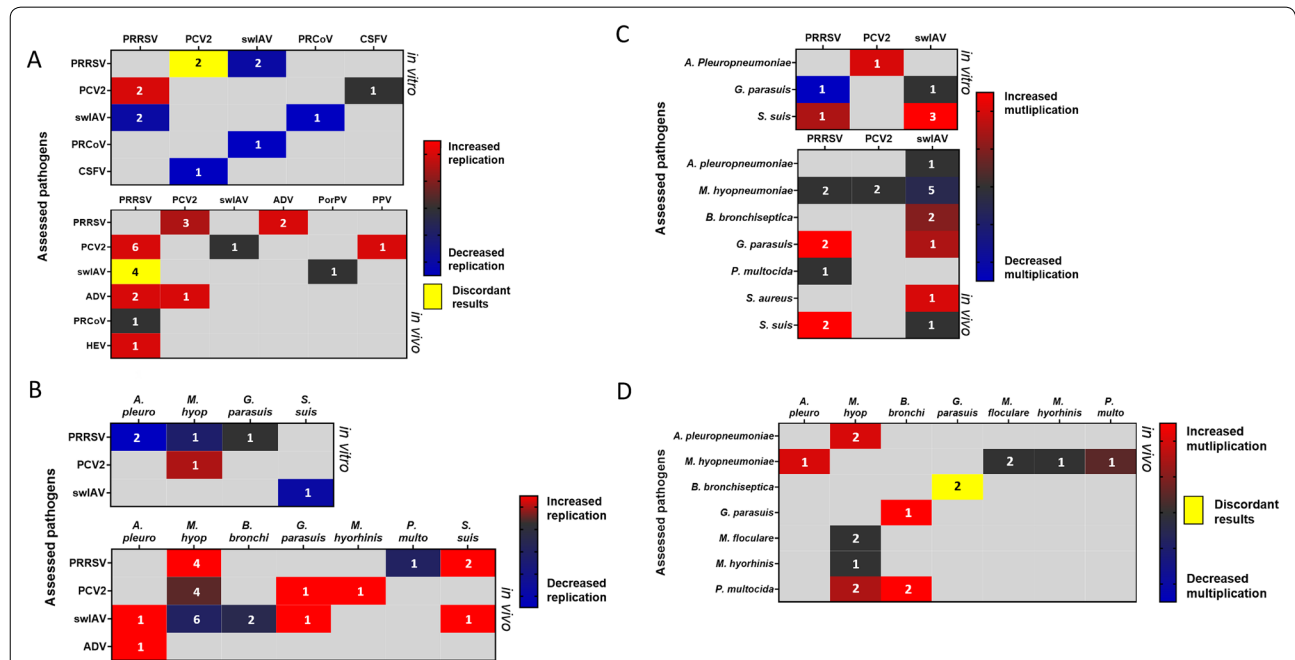 A
PRRSV PCV2 swIAV PRCoV CSFV
PRRSV 2 2
PCV2 2 1
swIAV 2 1
PRCoV 1
CSFV 1
in vitro
Assessed pathogens
PRRSV PCV2 swIAV ADV PorPV PPV
PRRSV 3 2
PCV2 6 1 1
swIAV 4 1
ADV 2 1
PRCoV 1
HEV 1
in vivo
Increased
replication
Decreased
replication
Discordant
results
B
A. M. G. S.
pleuro hyop parasuis suis
PRRSV 2 1 1
PCV2 1
swIAV 1
in vitro
Assessed pathogens
A. M. B. G. M. P. S.
pleuro hyop bronchi parasuis hyorhinis multo suis
PRRSV 4 1 2
PCV2 4 1 1
swIAV 1 6 2 1 1
ADV 1
in vivo
Increased
replication
Decreased
replication
C
PRRSV PCV2 swIAV
A. Pleuropneumoniae 1
G. parasuis 1 1
S. suis 1 3
in vitro
Assessed pathogens
PRRSV PCV2 swIAV
A. pleuropneumoniae 1
M. hyopneumoniae 2 2 5
B. bronchiseptica 2
G. parasuis 2 1
P. multocida 1
S. aureus 1
S. suis 2 1
in vivo
Increased
mutliplication
Decreased
multiplication
D
A. M. B. G. M. M. P.
pleuro hyop bronchi parasuis floculare hyorhinis multo
A. pleuropneumoniae 2
M. hyopneumoniae 1 2 1 1
B. bronchiseptica 2
G. parasuis 1
M. floculare 2
M. hyorhinis 1
P. multocida 2 2
in vivo
Assessed pathogens
Increased
mutliplication
Discordant
results
Decreased
multiplication